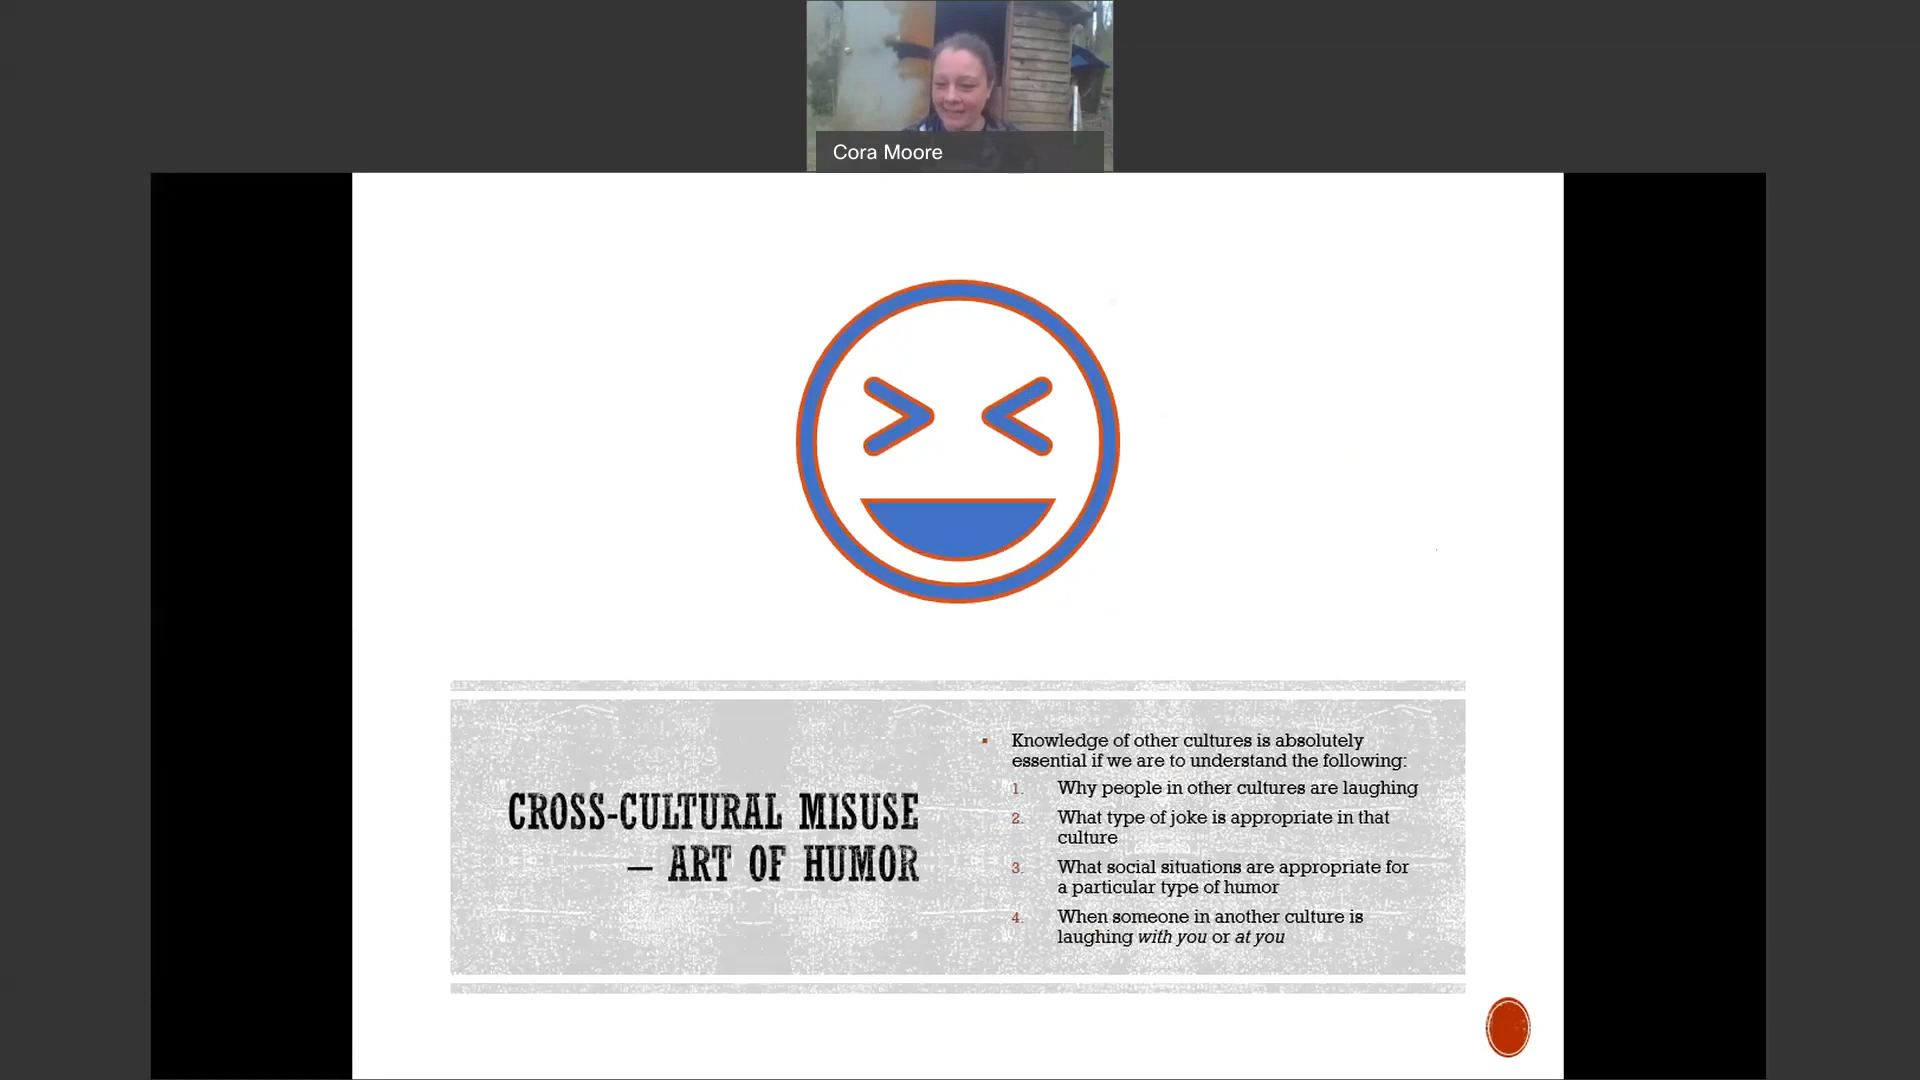 Cora Moore
CROSS-CULTURAL MISUSE
– ART OF HUMOR
▪ Knowledge of other cultures is absolutely
essential if we are to understand the following:
1. Why people in other cultures are laughing
2. What type of joke is appropriate in that
culture
3. What social situations are appropriate for
a particular type of humor
4. When someone in another culture is
laughing with you or at you